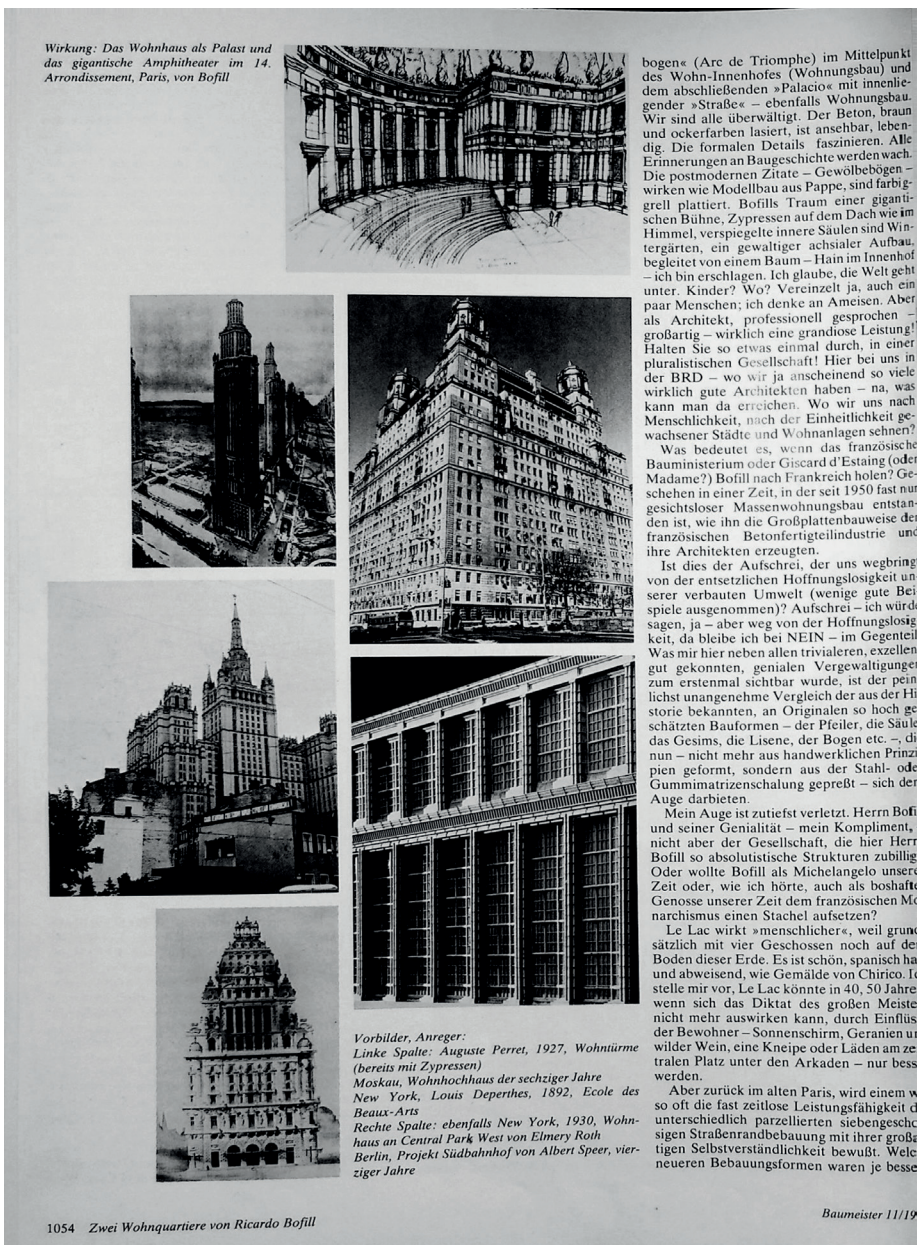 Wirkung: Das Wohnhaus als Palast und
das gigantische Amphitheater im 14.
Arrondissement, Paris, von Bofill
bogen« (Arc de Triomphe) im Mittelpunkt
des Wohn-Innenhofes (Wohnungsbau) und
dem abschließenden »Palacio« mit innenlie-
gender »Straße« – ebenfalls Wohnungsbau.
Wir sind alle überwältigt. Der Beton, braun
und ockerfarben lasiert, ist ansehbar, leben-
dig. Die formalen Details faszinieren. Alle
Erinnerungen an Baugeschichte werden wach.
Die postmodernen Zitate – Gewölbebögen –
wirken wie Modellbau aus Pappe, sind farbig-
grell plattiert. Bofills Traum einer giganti-
schen Bühne, Zypressen auf dem Dach wie im
Himmel, verspiegelte innere Säulen sind Win-
tergärten, ein gewaltiger achsialer Aufbau,
begleitet von einem Baum – Hain im Innenhof
– ich bin erschlagen. Ich glaube, die Welt geht
unter. Kinder? Wo? Vereinzelt ja, auch ein
paar Menschen; ich denke an Ameisen. Aber
als Architekt, professionell gesprochen –
großartig – wirklich eine grandiose Leistung!
Halten Sie so etwas einmal durch, in einer
pluralistischen Gesellschaft! Hier bei uns in
der BRD – wo wir ja anscheinend so viele
wirklich gute Architekten haben – na, was
kann man da erreichen. Wo wir uns nach
Menschlichkeit, nach der Einheitlichkeit ge-
wachsener Städte und Wohnanlagen sehnen?
Was bedeutet es, wenn das französische
Bauministerium oder Giscard d'Estaing (oder
Madame?) Bofill nach Frankreich holen? Ge-
schehen in einer Zeit, in der seit 1950 fast nur
gesichtsloser Massenwohnungsbau entstan-
den ist, wie ihn die Großplattenbauweise der
französischen Betonfertigteilindustrie und
ihre Architekten erzeugten.
Ist dies der Aufschrei, der uns wegbring
von der entsetzlichen Hoffnungslosigkeit un
serer verbauten Umwelt (wenige gute Bei-
spiele ausgenommen)? Aufschrei – ich würde
sagen, ja – aber weg von der Hoffnungslosig
keit, da bleibe ich bei NEIN – im Gegenteil
Was mir hier neben allen trivialeren, exzellen
gut gekonnten, genialen Vergewaltigunge
zum erstenmal sichtbar wurde, ist der pein
lichst unangenehme Vergleich der aus der Hi
storie bekannten, an Originalen so hoch ge
schätzten Bauformen – der Pfeiler, die Säule
das Gesims, die Lisene, der Bogen etc. –, di
nun – nicht mehr aus handwerklichen Prinzi
pien geformt, sondern aus der Stahl- ode
Gummimatrizenschalung gepreßt – sich der
Auge darbieten.
Mein Auge ist zutiefst verletzt. Herrn Bofi
und seiner Genialität – mein Kompliment,
nicht aber der Gesellschaft, die hier Herr
Bofill so absolutistische Strukturen zubillig
Oder wollte Bofill als Michelangelo unsere
Zeit oder, wie ich hörte, auch als boshafte
Genosse unserer Zeit dem französischen Mo
narchismus einen Stachel aufsetzen?
Le Lac wirkt »menschlicher«, weil grund
sätzlich mit vier Geschossen noch auf de
Boden dieser Erde. Es ist schön, spanisch ha
und abweisend, wie Gemälde von Chirico. Ic
stelle mir vor, Le Lac könnte in 40, 50 Jahre
wenn sich das Diktat des großen Meiste
nicht mehr auswirken kann, durch Einflüs
der Bewohner – Sonnenschirm, Geranien un
wilder Wein, eine Kneipe oder Läden am ze
tralen Platz unter den Arkaden – nur bess
werden.
Aber zurück im alten Paris, wird einem w
so oft die fast zeitlose Leistungsfähigkeit d
unterschiedlich parzellierten siebengescho
sigen Straßenrandbebauung mit ihrer großa
tigen Selbstverständlichkeit bewußt. Welc
neueren Bebauungsformen waren je besse
Vorbilder, Anreger:
Linke Spalte: Auguste Perret, 1927, Wohntürme
(bereits mit Zypressen)
Moskau, Wohnhochhaus der sechziger Jahre
New York, Louis Deperthes, 1892, Ecole des
Beaux-Arts
Rechte Spalte: ebenfalls New York, 1930, Wohn-
haus an Central Park West von Elmery Roth
Berlin, Projekt Südbahnhof von Albert Speer, vier-
ziger Jahre
1054 Zwei Wohnquartiere von Ricardo Bofill
Baumeister 11/19